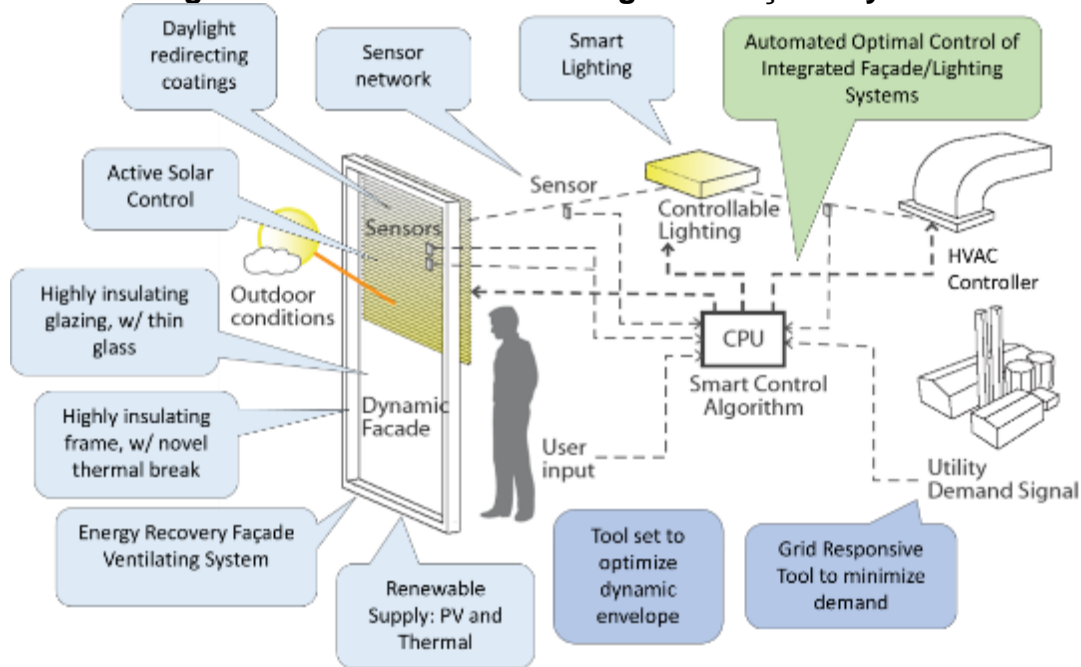 Daylight
redirecting
coatings
Sensor
network
Smart
Lighting
Automated Optimal Control of
Integrated Façade/Lighting
Systems
Active Solar
Control
Sensors
Sensor
Controllable
Lighting
HVAC
Controller
Outdoor
conditions
Highly insulating
glazing, w/ thin
glass
CPU
Smart Control
Algorithm
Highly insulating
frame, w/ novel
thermal break
Dynamic
Facade
User
input
Utility
Demand Signal
Energy Recovery Façade
Ventilating System
Renewable
Supply: PV and
Thermal
Tool set to
optimize
dynamic
envelope
Grid Responsive
Tool to minimize
demand